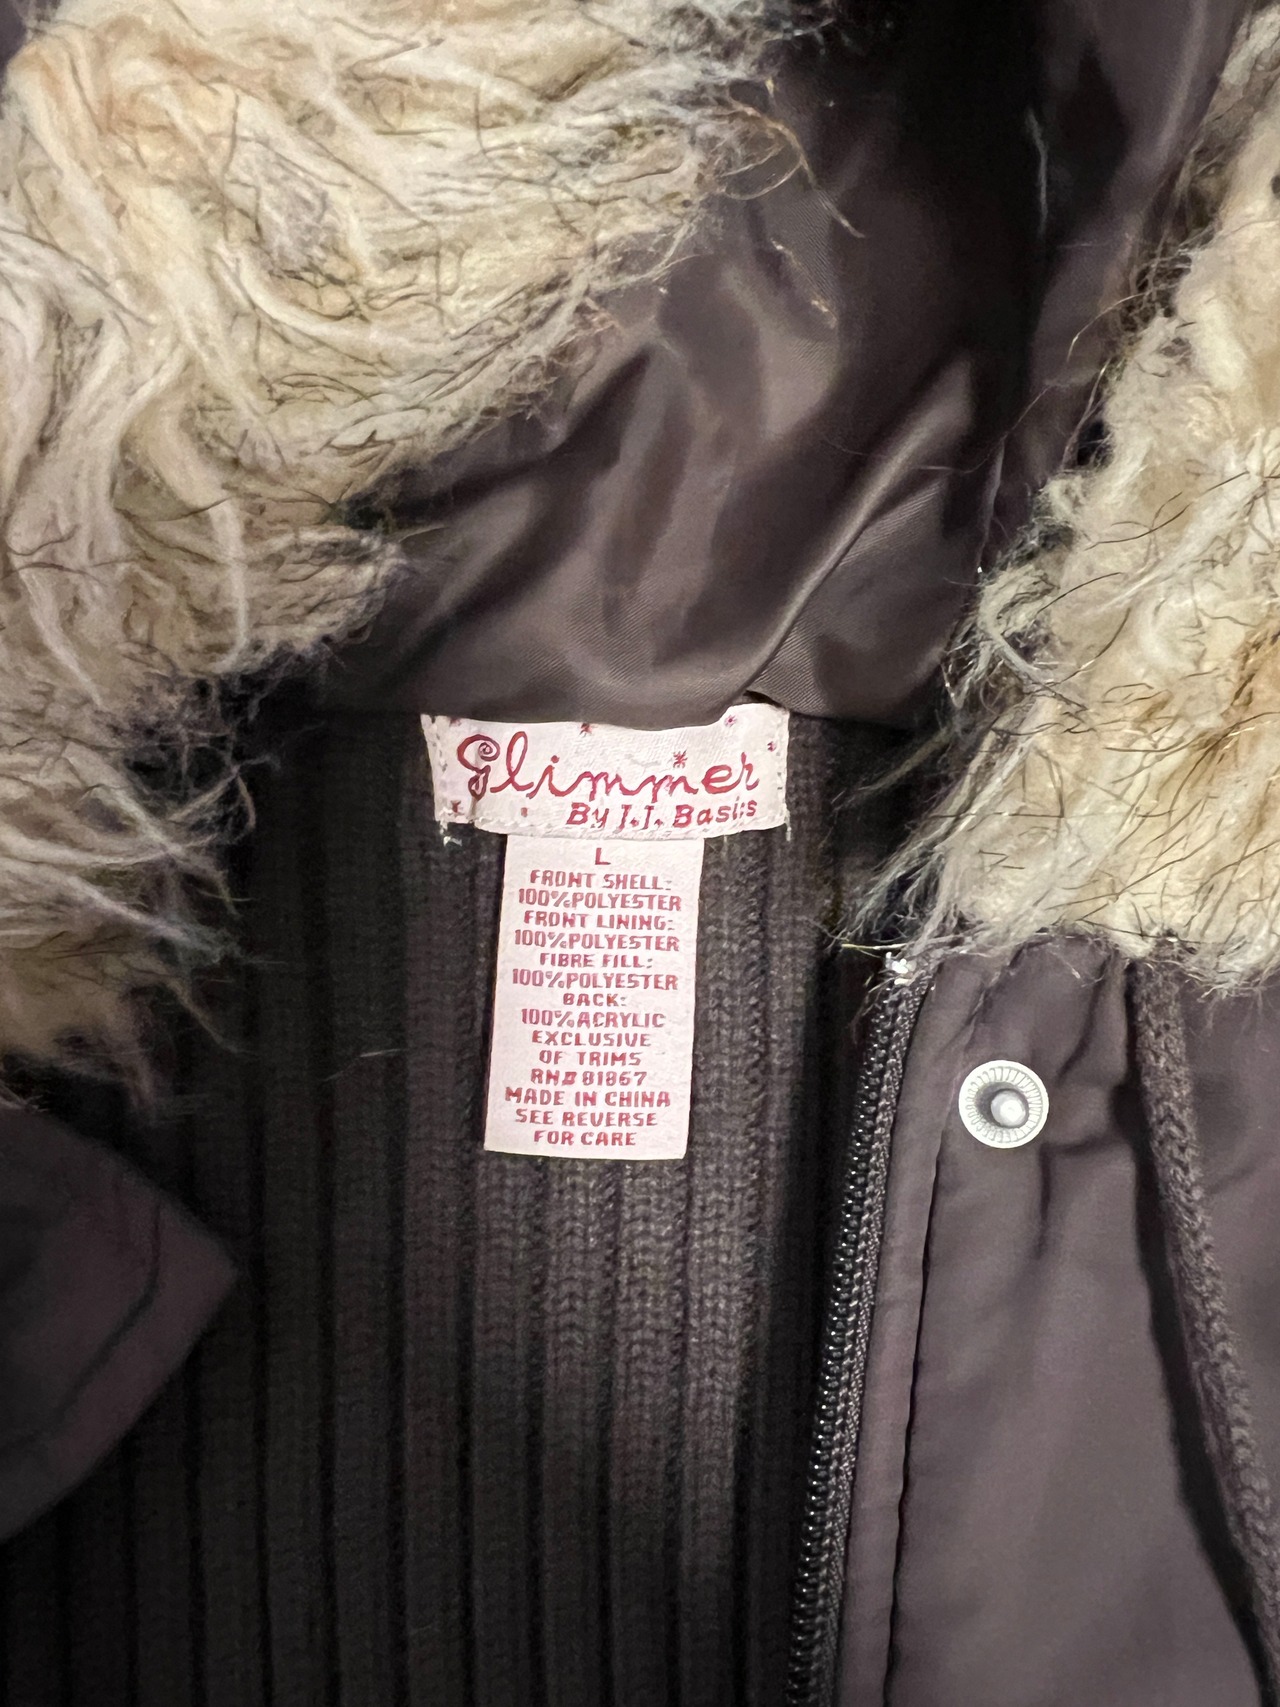 Glimmer
By J.J. Basics
L
FRONT SHELL:
100%POLYESTER
FRONT LINING:
100%POLYESTER
FIBRE FILL:
100%POLYESTER
BACK:
100%ACRYLIC
EXCLUSIVE
OF TRIMS
RN# 81867
MADE IN CHINA
SEE REVERSE
FOR CARE